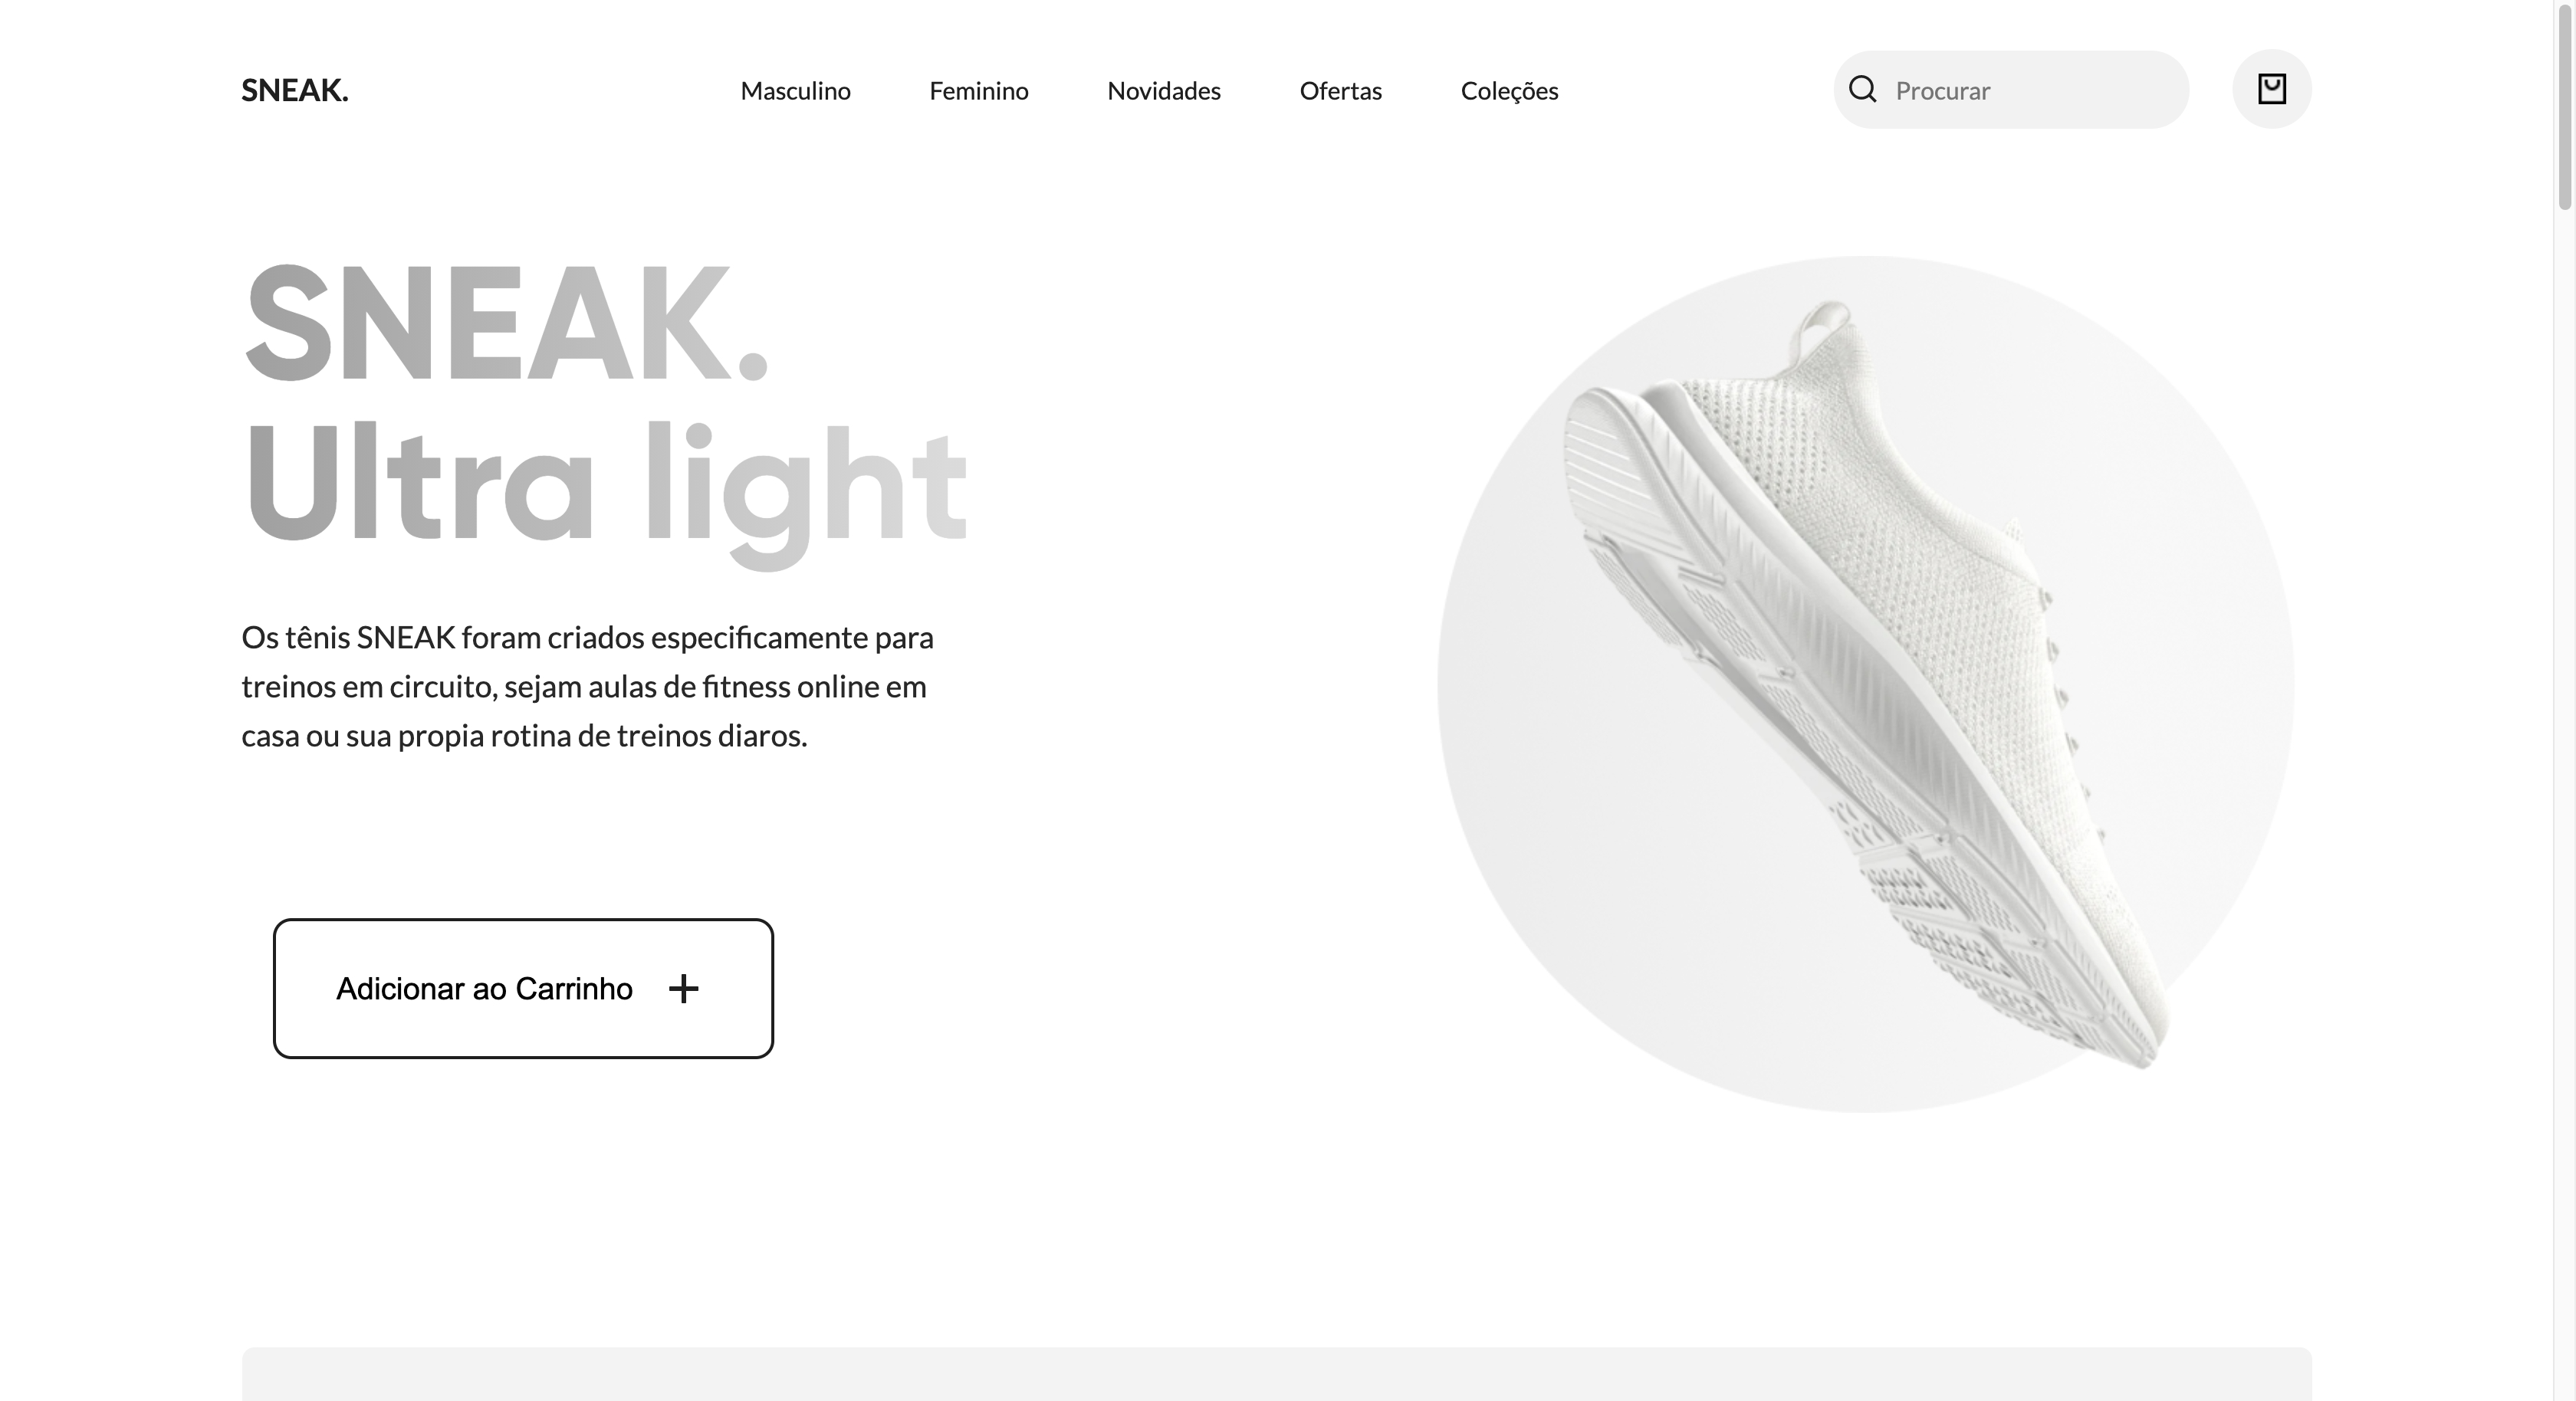 SNEAK.
Masculino
Feminino
Novidades
Ofertas
Coleções
Procurar
SNEAK.
Ultra light
Os tênis SNEAK foram criados especificamente para
treinos em circuito, sejam aulas de fitness online em
casa ou sua propia rotina de treinos diaros.
Adicionar ao Carrinho